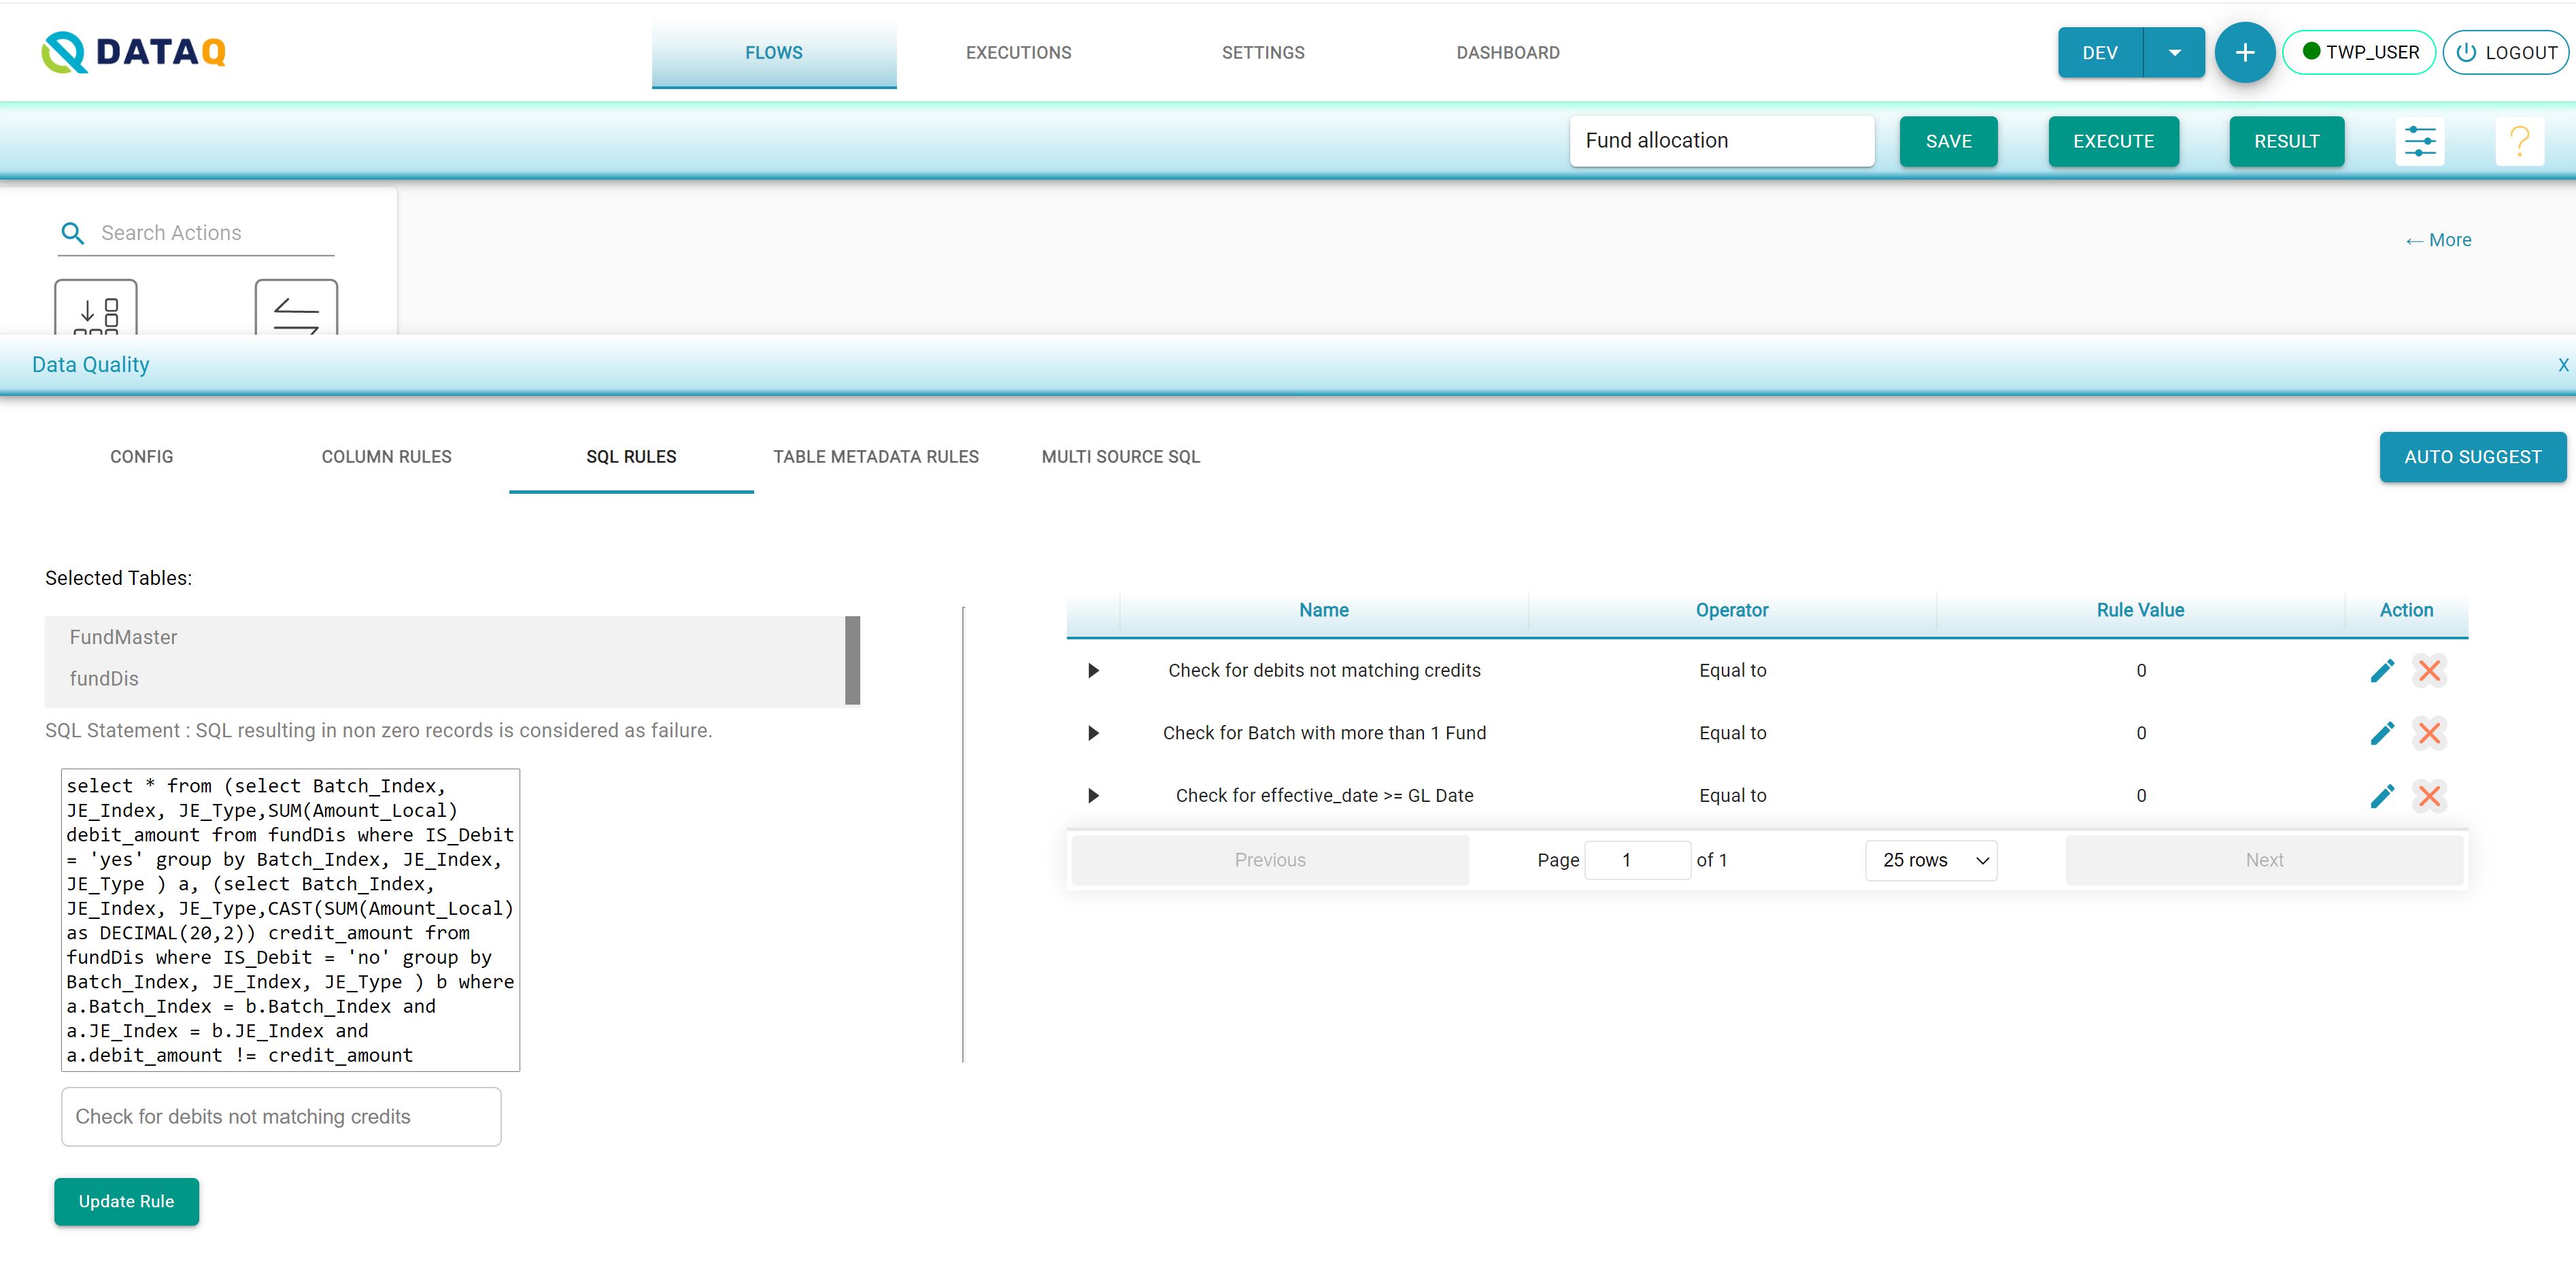 DATAQ
FLOWS
EXECUTIONS
SETTINGS
DASHBOARD
DEV
+
TWP_USER
LOGOUT
Fund allocation
SAVE
EXECUTE
RESULT
?
Search Actions
← More
Data Quality
X
CONFIG
COLUMN RULES
SQL RULES
TABLE METADATA RULES
MULTI SOURCE SQL
AUTO SUGGEST
Selected Tables:
FundMaster
fundDis
SQL Statement : SQL resulting in non zero records is considered as failure.
select * from (select Batch_Index,
JE_Index, JE_Type,SUM(Amount_Local)
debit_amount from fundDis where IS_Debit
= 'yes' group by Batch_Index, JE_Index,
JE_Type ) a, (select Batch_Index,
JE_Index, JE_Type,CAST(SUM(Amount_Local)
as DECIMAL(20,2)) credit_amount from
fundDis where IS_Debit = 'no' group by
Batch_Index, JE_Index, JE_Type ) b where
a.Batch_Index = b.Batch_Index and
a.JE_Index = b.JE_Index and
a.debit_amount != credit_amount
Check for debits not matching credits
Update Rule
Name Operator Rule Value Action
Check for debits not matching credits Equal to 0
Check for Batch with more than 1 Fund Equal to 0
Check for effective_date >= GL Date Equal to 0
Previous Page 1 of 1 25 rows Next